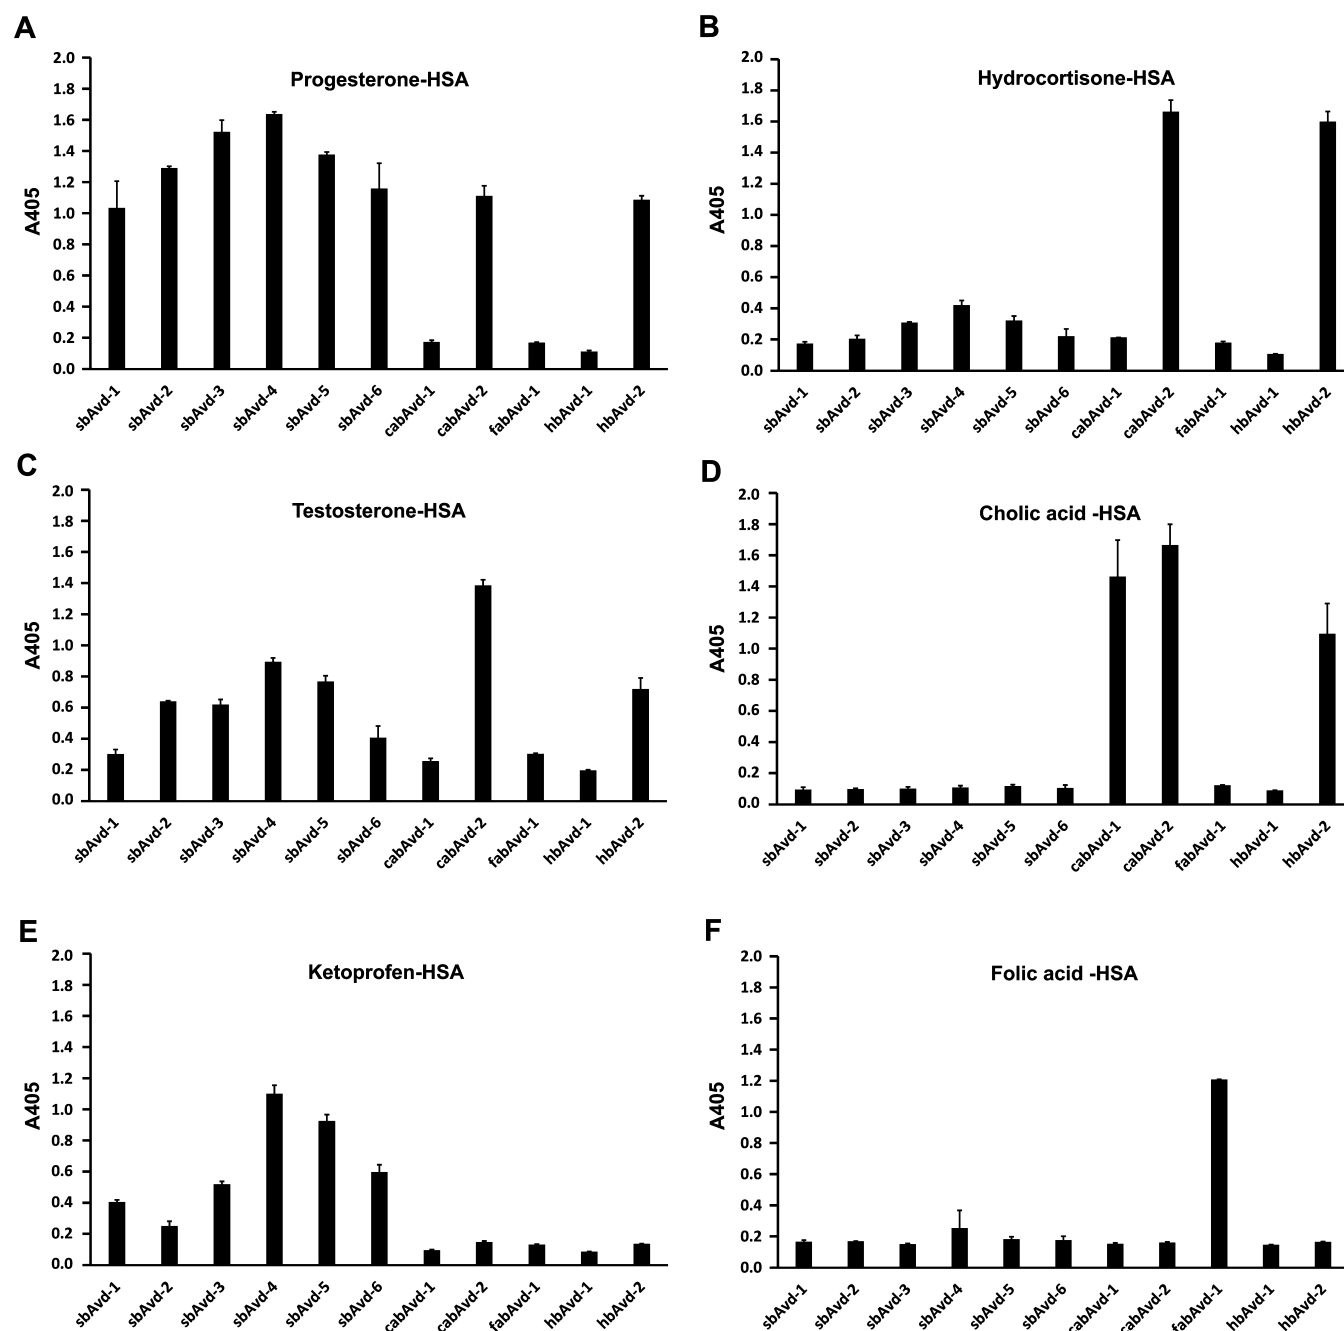 A
Progesterone-HSA
A405
2.0
1.8
1.6
1.4
1.2
1.0
0.8
0.6
0.4
0.2
0.0
sbAvd-1
sbAvd-2
sbAvd-3
sbAvd-4
sbAvd-5
sbAvd-6
cabAvd-1
cabAvd-2
fabAvd-1
hbAvd-1
hbAvd-2
B
Hydrocortisone-HSA
A405
2.0
1.8
1.6
1.4
1.2
1.0
0.8
0.6
0.4
0.2
0.0
sbAvd-1
sbAvd-2
sbAvd-3
sbAvd-4
sbAvd-5
sbAvd-6
cabAvd-1
cabAvd-2
fabAvd-1
hbAvd-1
hbAvd-2
C
Testosterone-HSA
A405
2.0
1.8
1.6
1.4
1.2
1.0
0.8
0.6
0.4
0.2
0.0
sbAvd-1
sbAvd-2
sbAvd-3
sbAvd-4
sbAvd-5
sbAvd-6
cabAvd-1
cabAvd-2
fabAvd-1
hbAvd-1
hbAvd-2
D
Cholic acid -HSA
A405
2.0
1.8
1.6
1.4
1.2
1.0
0.8
0.6
0.4
0.2
0.0
sbAvd-1
sbAvd-2
sbAvd-3
sbAvd-4
sbAvd-5
sbAvd-6
cabAvd-1
cabAvd-2
fabAvd-1
hbAvd-1
hbAvd-2
E
Ketoprofen-HSA
A405
2.0
1.8
1.6
1.4
1.2
1.0
0.8
0.6
0.4
0.2
0.0
sbAvd-1
sbAvd-2
sbAvd-3
sbAvd-4
sbAvd-5
sbAvd-6
cabAvd-1
cabAvd-2
fabAvd-1
hbAvd-1
hbAvd-2
F
Folic acid -HSA
A405
2.0
1.8
1.6
1.4
1.2
1.0
0.8
0.6
0.4
0.2
0.0
sbAvd-1
sbAvd-2
sbAvd-3
sbAvd-4
sbAvd-5
sbAvd-6
cabAvd-1
cabAvd-2
fabAvd-1
hbAvd-1
hbAvd-2